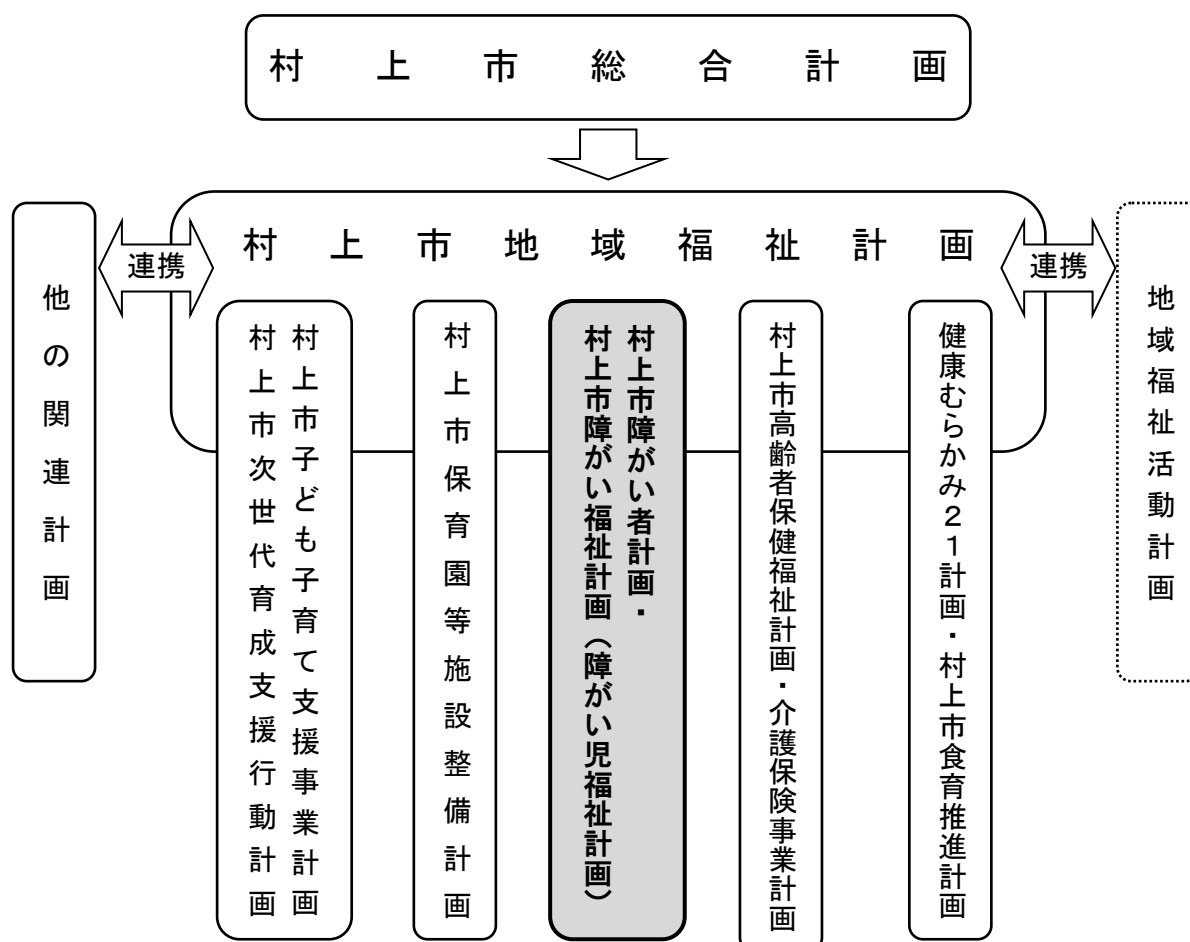 村上市総合計画
村上市地域福祉計画
連携
連携
他の関連計画
村上市子ども子育て支援事業計画
村上市次世代育成支援行動計画
村上市保育園等施設整備計画
村上市障がい者計画・
村上市障がい福祉計画（障がい児福祉計画）
村上市高齢者保健福祉計画・介護保険事業計画
健康むらかみ２１計画・村上市食育推進計画
地域福祉活動計画